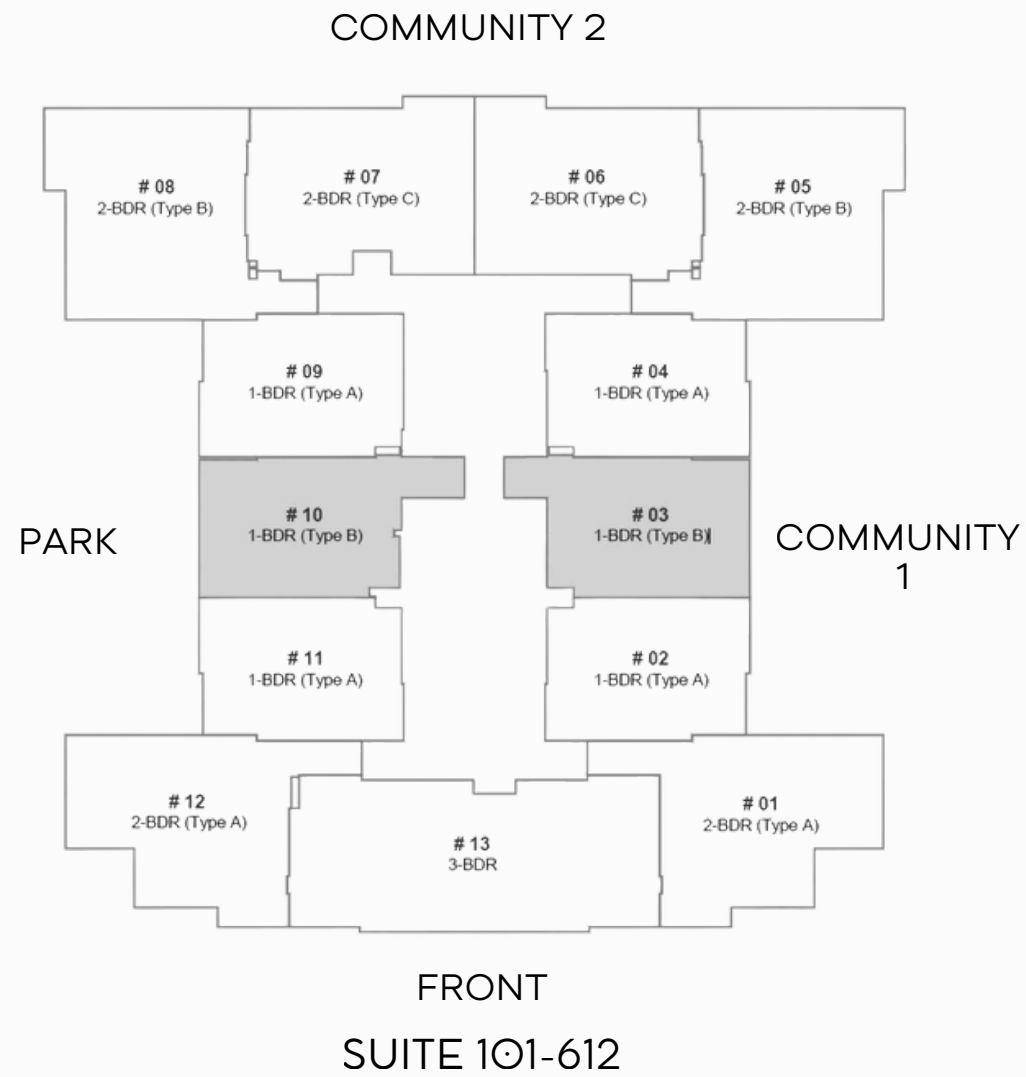 COMMUNITY 2
# 08
2-BDR (Type B)
# 07
2-BDR (Type C)
# 06
2-BDR (Type C)
# 05
2-BDR (Type B)
# 09
1-BDR (Type A)
# 04
1-BDR (Type A)
PARK
# 10
1-BDR (Type B)
# 03
1-BDR (Type B)
COMMUNITY
1
# 11
1-BDR (Type A)
# 02
1-BDR (Type A)
# 12
2-BDR (Type A)
# 13
3-BDR
# 01
2-BDR (Type A)
FRONT
SUITE 101-612